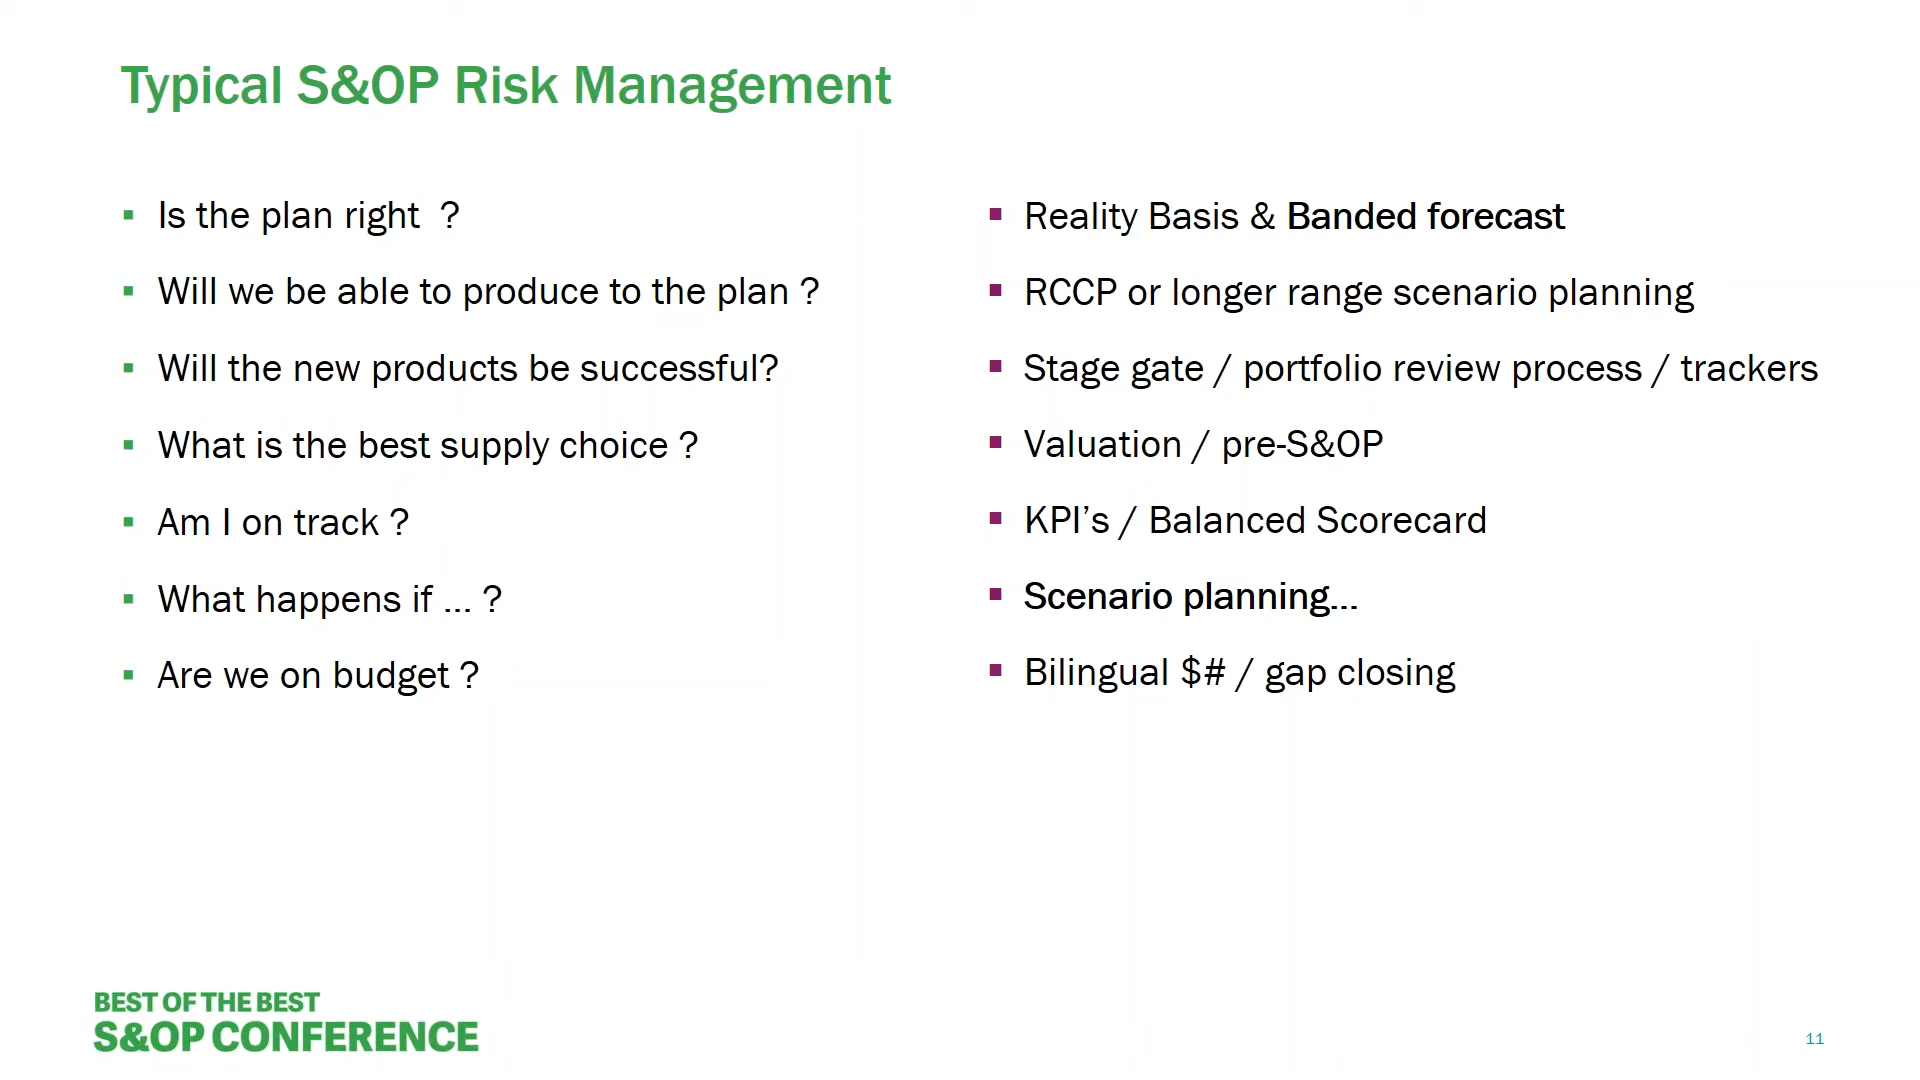 Typical S&OP Risk Management
▪ Is the plan right  ?
▪ Will we be able to produce to the plan ?
▪ Will the new products be successful?
▪ What is the best supply choice ?
▪ Am I on track ?
▪ What happens if ... ?
▪ Are we on budget ?
▪ Reality Basis & Banded forecast
▪ RCCP or longer range scenario planning
▪ Stage gate / portfolio review process / trackers
▪ Valuation / pre-S&OP
▪ KPI’s / Balanced Scorecard
▪ Scenario planning...
▪ Bilingual $# / gap closing
BEST OF THE BEST
S&OP CONFERENCE
11